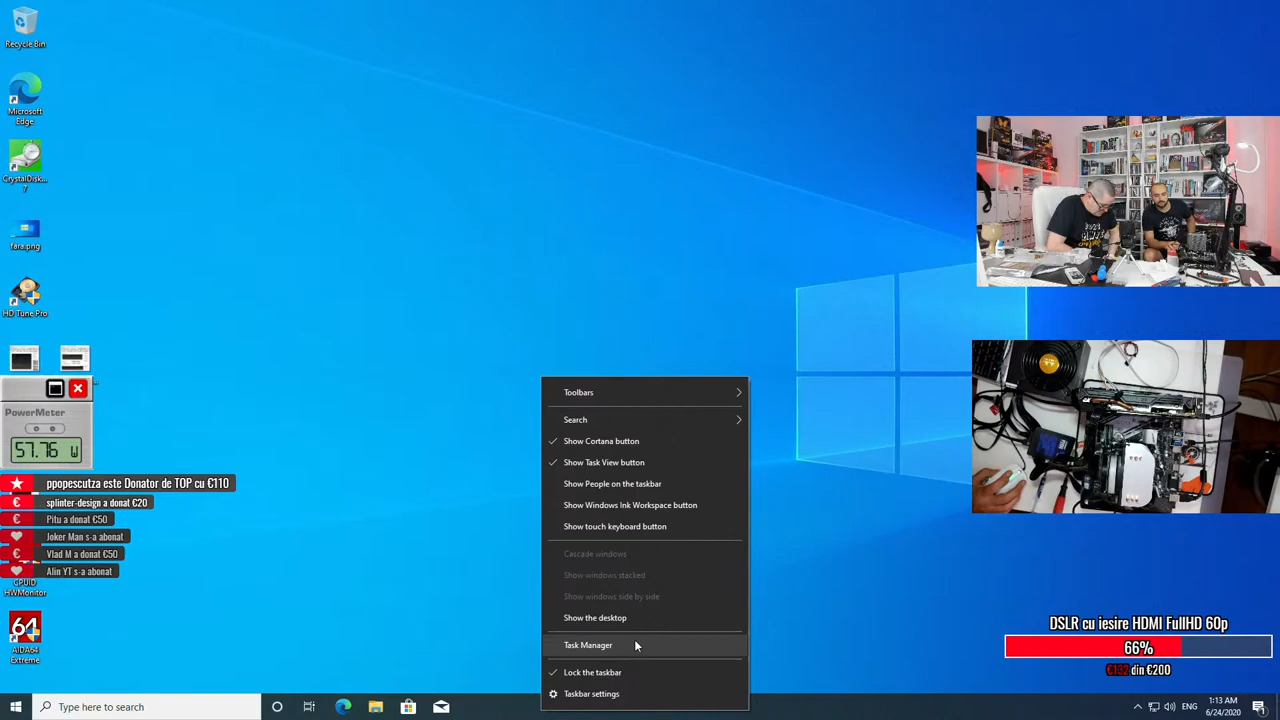 Recycle Bin
Microsoft
Edge
CrystalDisk...
7
fara.png
HD Tune Pro
PowerMeter
57.76 W
ppopescutza este Donator de TOP cu €110
€ splinter-design a donat €20
€ Pitu a donat €50
Joker Man s-a abonat
€ Vlad M a donat €50
Alin YT s-a abonat
CPUID
HWMonitor
64
AIDA64
Extreme
Toolbars
Search
Show Cortana button
Show Task View button
Show People on the taskbar
Show Windows Ink Workspace button
Show touch keyboard button
Cascade windows
Show windows stacked
Show windows side by side
Show the desktop
Task Manager
Lock the taskbar
Taskbar settings
DSLR cu iesire HDMI FullHD 60p
66%
€132 din €200
Type here to search
ENG
1:13 AM
6/24/2020
1